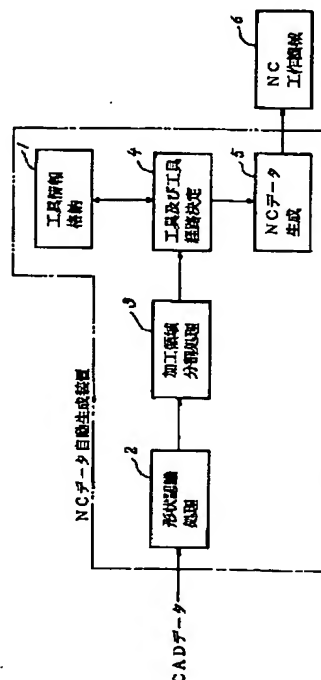 NCデータ自動生成装置
CADデータ
2
形状認識
処理
3
加工領域
分割処理
1
工具情報
格納
4
工具及び工具
経路決定
5
NCデータ
生成
6
NC
工作機械